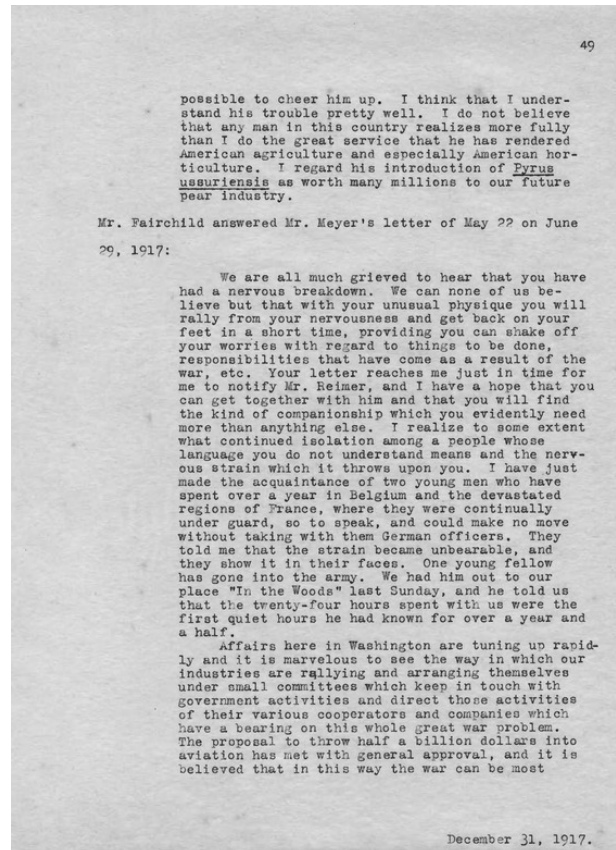 49
possible to cheer him up. I think that I under-
stand his trouble pretty well. I do not believe
that any man in this country realizes more fully
than I do the great service that he has rendered
American agriculture and especially American hor-
ticulture. I regard his introduction of Pyrus
ussuriensis as worth many millions to our future
pear industry.
Mr. Fairchild answered Mr. Meyer's letter of May 22 on June
29, 1917:
We are all much grieved to hear that you have
had a nervous breakdown. We can none of us be-
lieve but that with your unusual physique you will
rally from your nervousness and get back on your
feet in a short time, providing you can shake off
your worries with regard to things to be done,
responsibilities that have come as a result of the
war, etc. Your letter reaches me just in time for
me to notify Mr. Reimer, and I have a hope that you
can get together with him and that you will find
the kind of companionship which you evidently need
more than anything else. I realize to some extent
what continued isolation among a people whose
language you do not understand means and the nerv-
ous strain which it throws upon you. I have just
made the acquaintance of two young men who have
spent over a year in Belgium and the devastated
regions of France, where they were continually
under guard, so to speak, and could make no move
without taking with them German officers. They
told me that the strain became unbearable, and
they show it in their faces. One young fellow
has gone into the army. We had him out to our
place "In the Woods" last Sunday, and he told us
that the twenty-four hours spent with us were the
first quiet hours he had known for over a year and
a half.
Affairs here in Washington are tuning up rapid-
ly and it is marvelous to see the way in which our
industries are rallying and arranging themselves
under small committees which keep in touch with
government activities and direct those activities
of their various cooperators and companies which
have a bearing on this whole great war problem.
The proposal to throw half a billion dollars into
aviation has met with general approval, and it is
believed that in this way the war can be most
December 31, 1917.